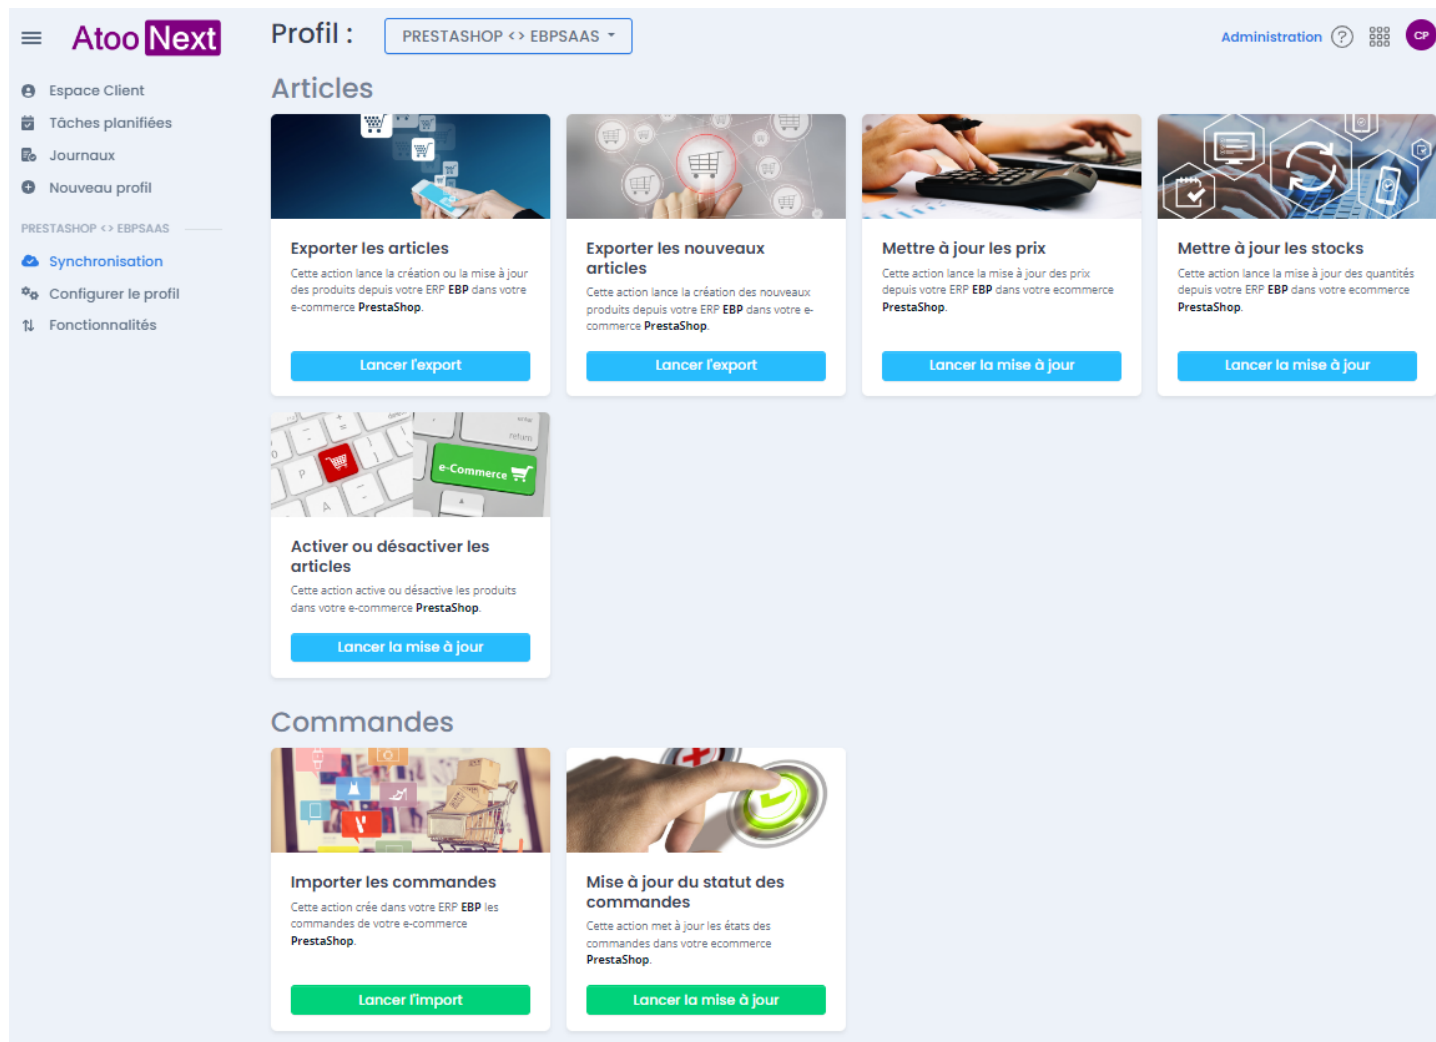 Atoo Next
Profil :
PRESTASHOP <> EBPSAAS
Administration
?
CP
Espace Client
Tâches planifiées
Journaux
Nouveau profil
PRESTASHOP <> EBPSAAS
Synchronisation
Configurer le profil
Fonctionnalités
Articles
Exporter les articles
Cette action lance la création ou la mise à jour
des produits depuis votre ERP EBP dans votre
e-commerce PrestaShop.
Lancer l'export
Exporter les nouveaux
articles
Cette action lance la création des nouveaux
produits depuis votre ERP EBP dans votre e-
commerce PrestaShop.
Lancer l'export
Mettre à jour les prix
Cette action lance la mise à jour des prix
depuis votre ERP EBP dans votre ecommerce
PrestaShop.
Lancer la mise à jour
Mettre à jour les stocks
Cette action lance la mise à jour des quantités
depuis votre ERP EBP dans votre ecommerce
PrestaShop.
Lancer la mise à jour
return
P
A
e-Commerce
Activer ou désactiver les
articles
Cette action active ou désactive les produits
dans votre e-commerce PrestaShop.
Lancer la mise à jour
Commandes
Importer les commandes
Cette action crée dans votre ERP EBP les
commandes de votre e-commerce
PrestaShop.
Lancer l'import
Mise à jour du statut des
commandes
Cette action met à jour les états des
commandes dans votre ecommerce
PrestaShop.
Lancer la mise à jour